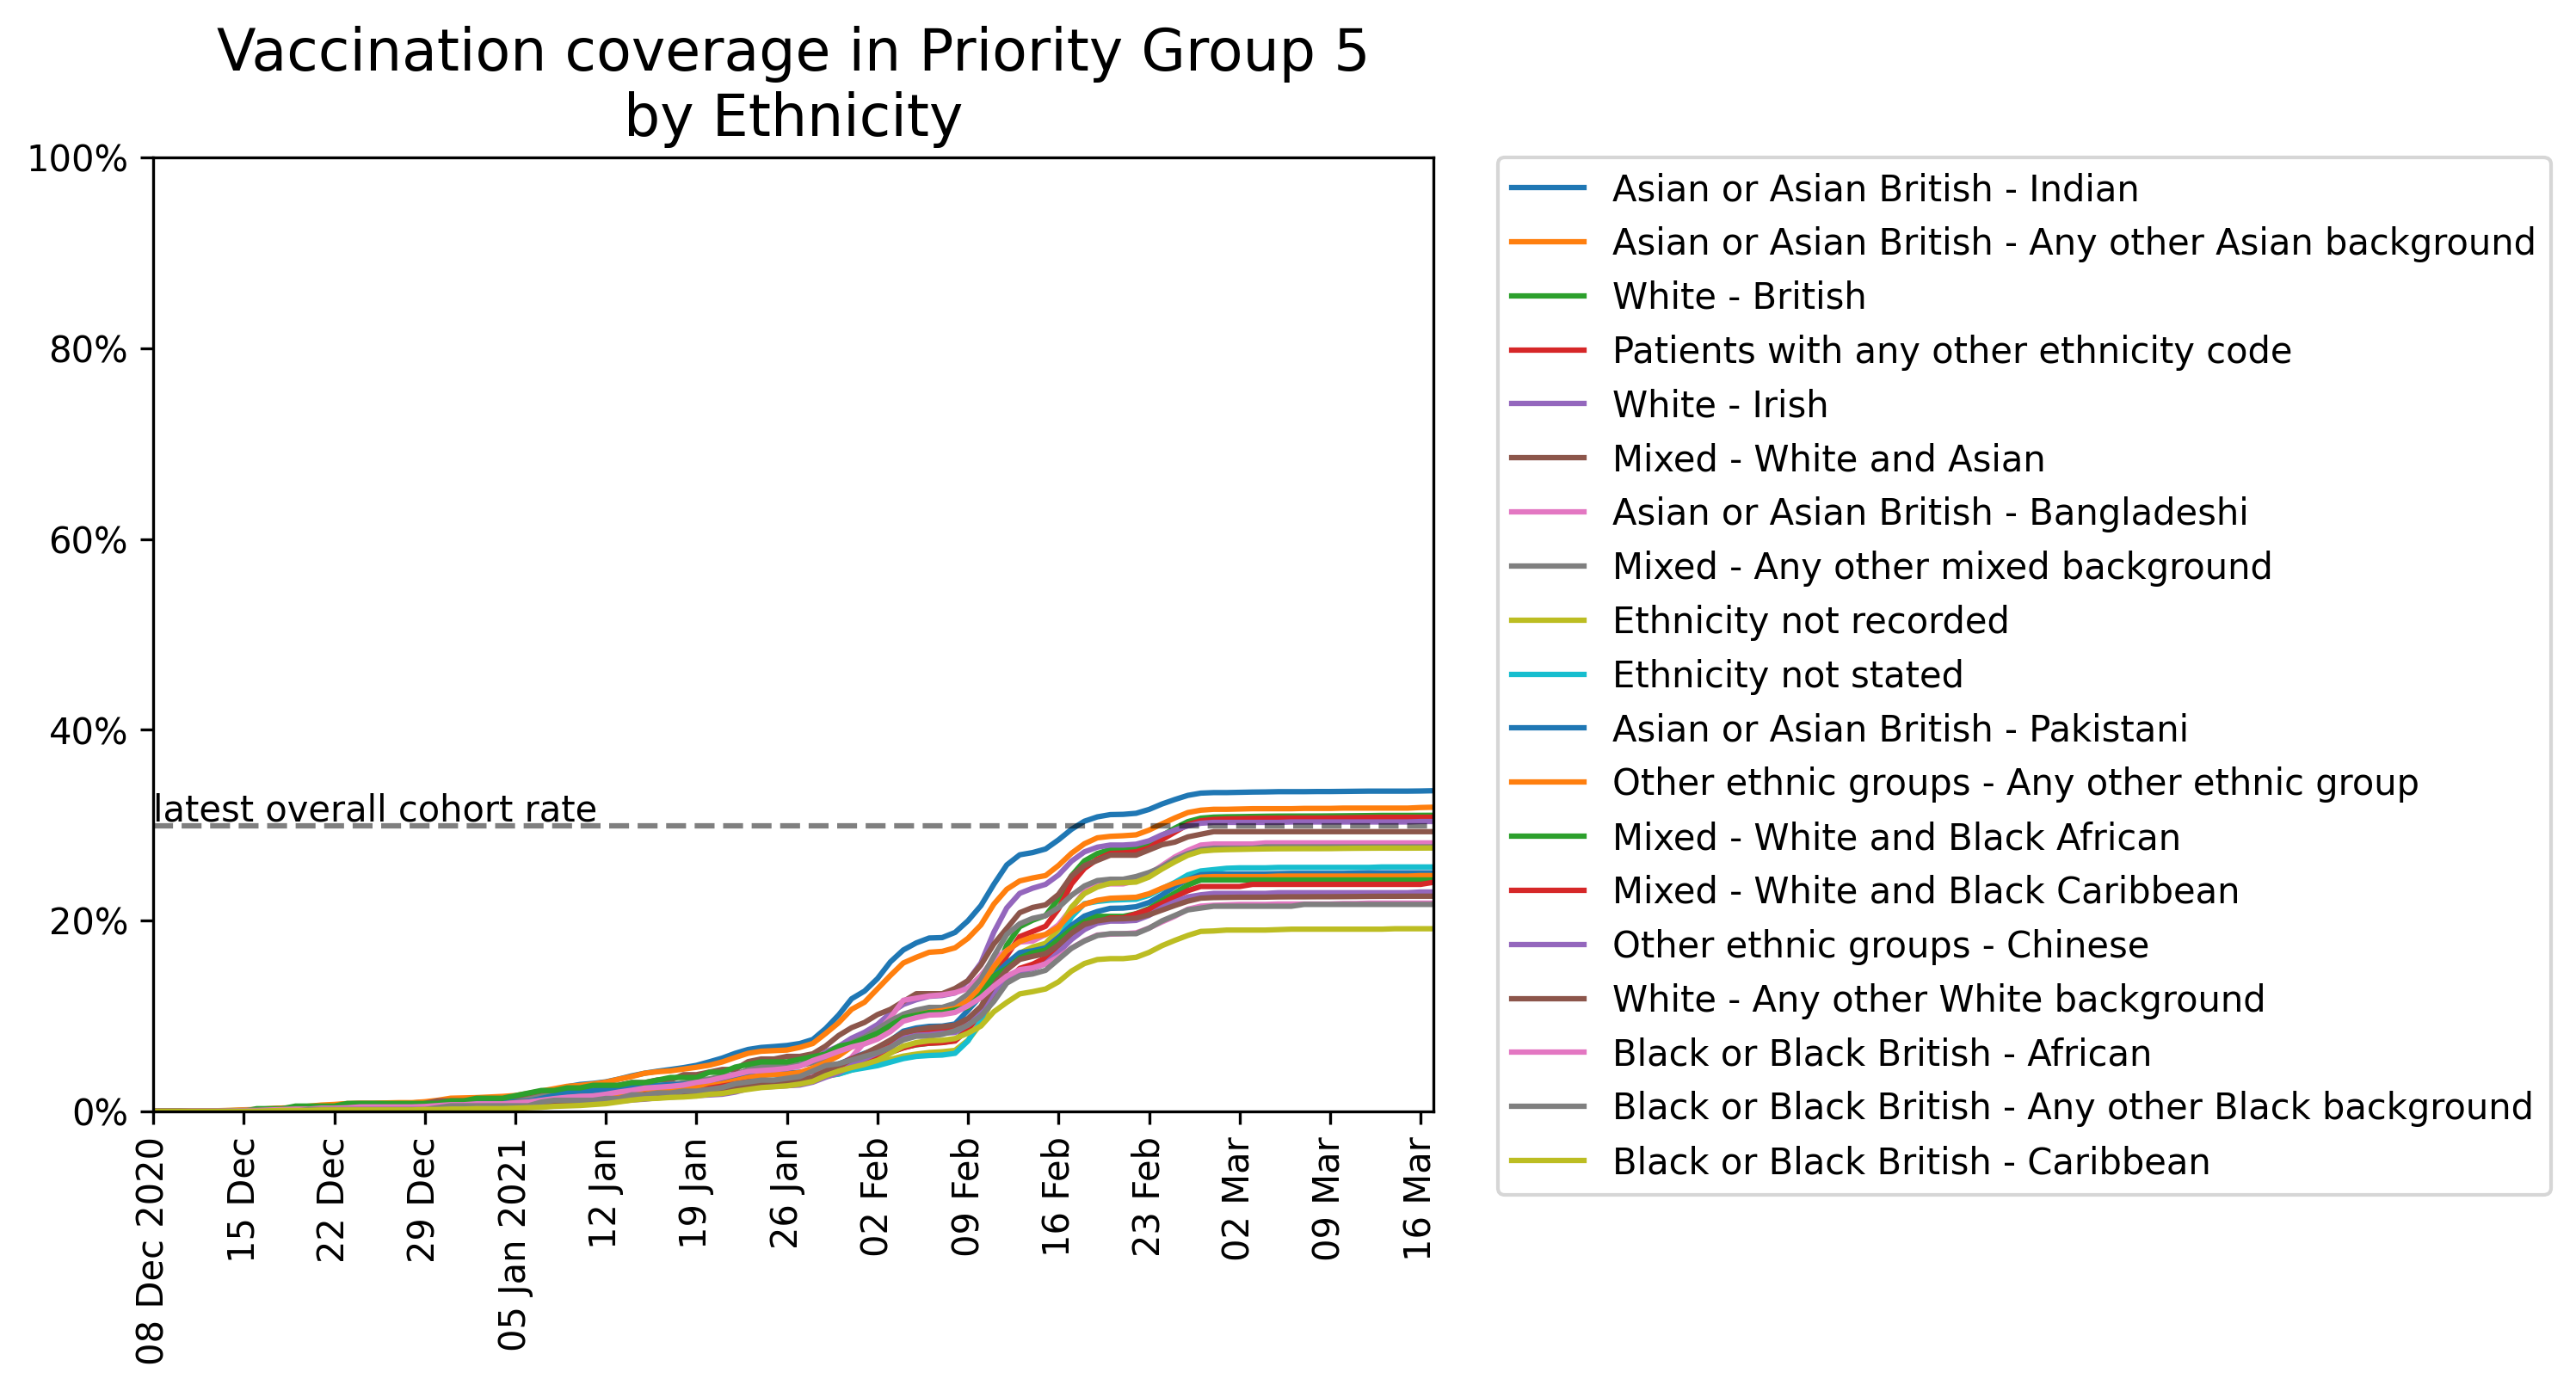 Vaccination coverage in Priority Group 5
by Ethnicity
100%
80%
60%
40%
20%
0%
latest overall cohort rate
08 Dec 2020
15 Dec
22 Dec
29 Dec
05 Jan 2021
12 Jan
19 Jan
26 Jan
02 Feb
09 Feb
16 Feb
23 Feb
02 Mar
09 Mar
16 Mar
Asian or Asian British - Indian
Asian or Asian British - Any other Asian background
White - British
Patients with any other ethnicity code
White - Irish
Mixed - White and Asian
Asian or Asian British - Bangladeshi
Mixed - Any other mixed background
Ethnicity not recorded
Ethnicity not stated
Asian or Asian British - Pakistani
Other ethnic groups - Any other ethnic group
Mixed - White and Black African
Mixed - White and Black Caribbean
Other ethnic groups - Chinese
White - Any other White background
Black or Black British - African
Black or Black British - Any other Black background
Black or Black British - Caribbean